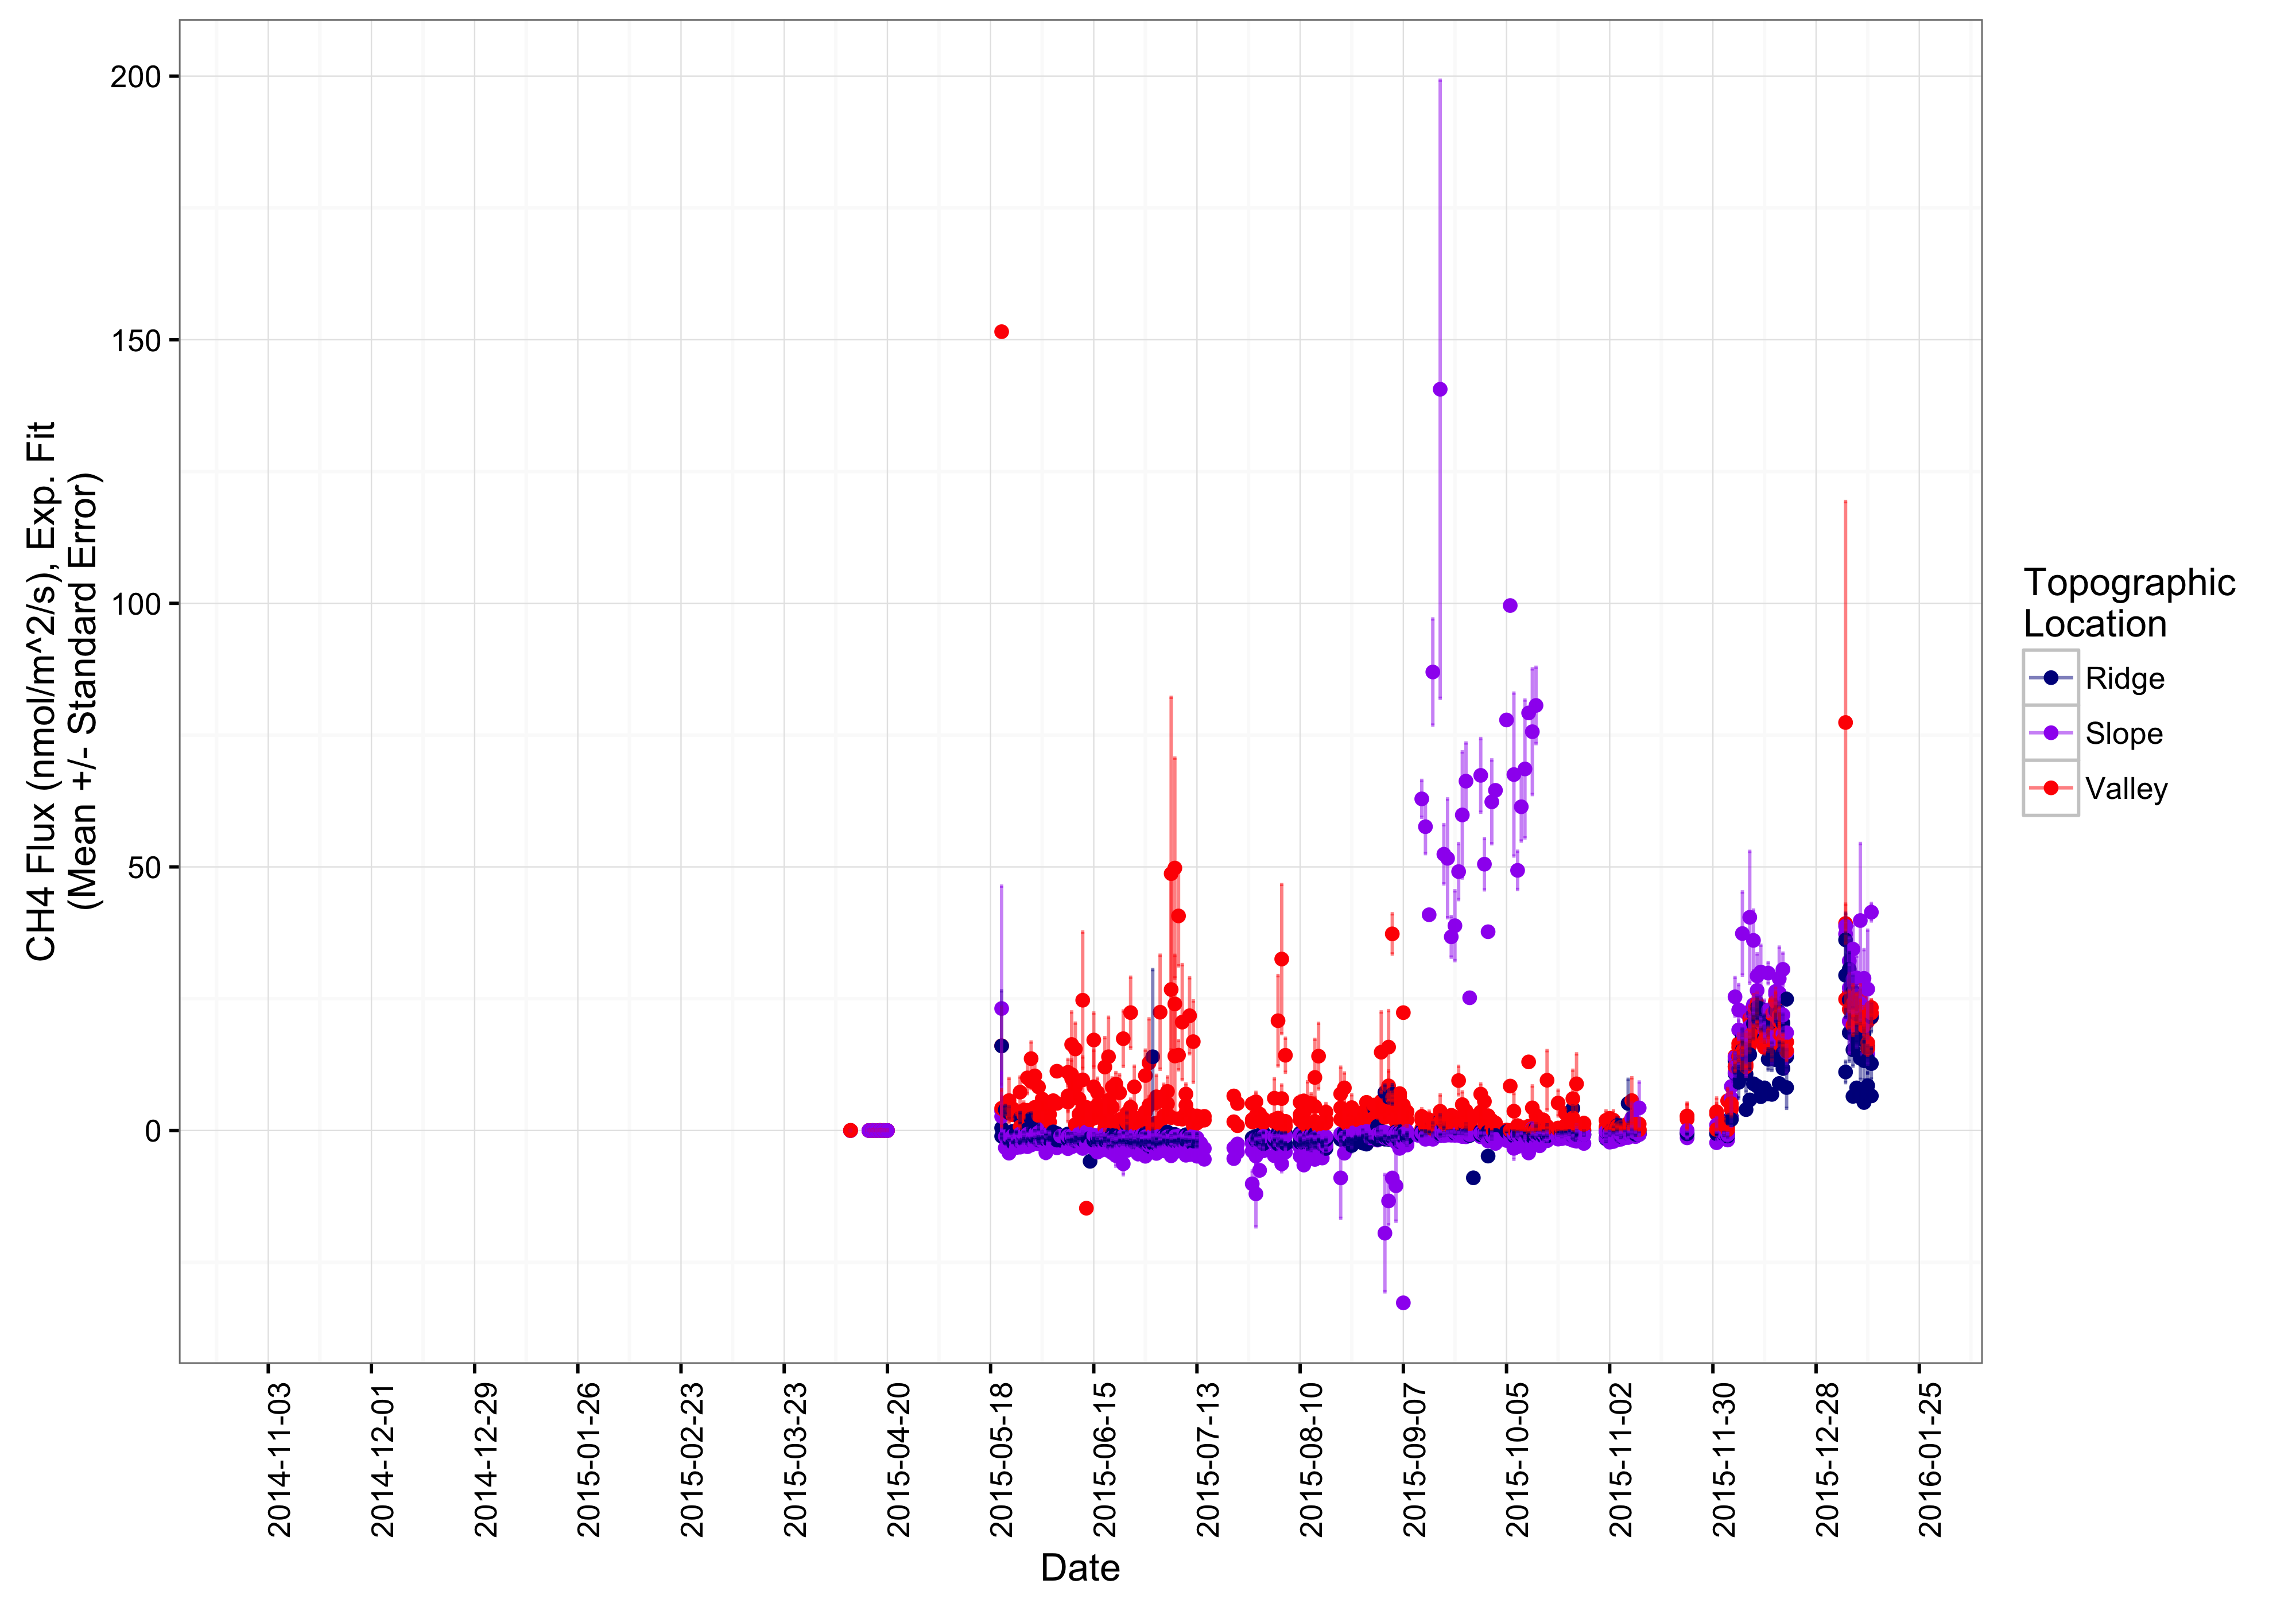 CH4 Flux (nmol/m^2/s), Exp. Fit
(Mean +/- Standard Error)
200
150
100
50
0
2014-11-03
2014-12-01
2014-12-29
2015-01-26
2015-02-23
2015-03-23
2015-04-20
2015-05-18
2015-06-15
2015-07-13
2015-08-10
2015-09-07
2015-10-05
2015-11-02
2015-11-30
2015-12-28
2016-01-25
Date
Topographic
Location
Ridge
Slope
Valley